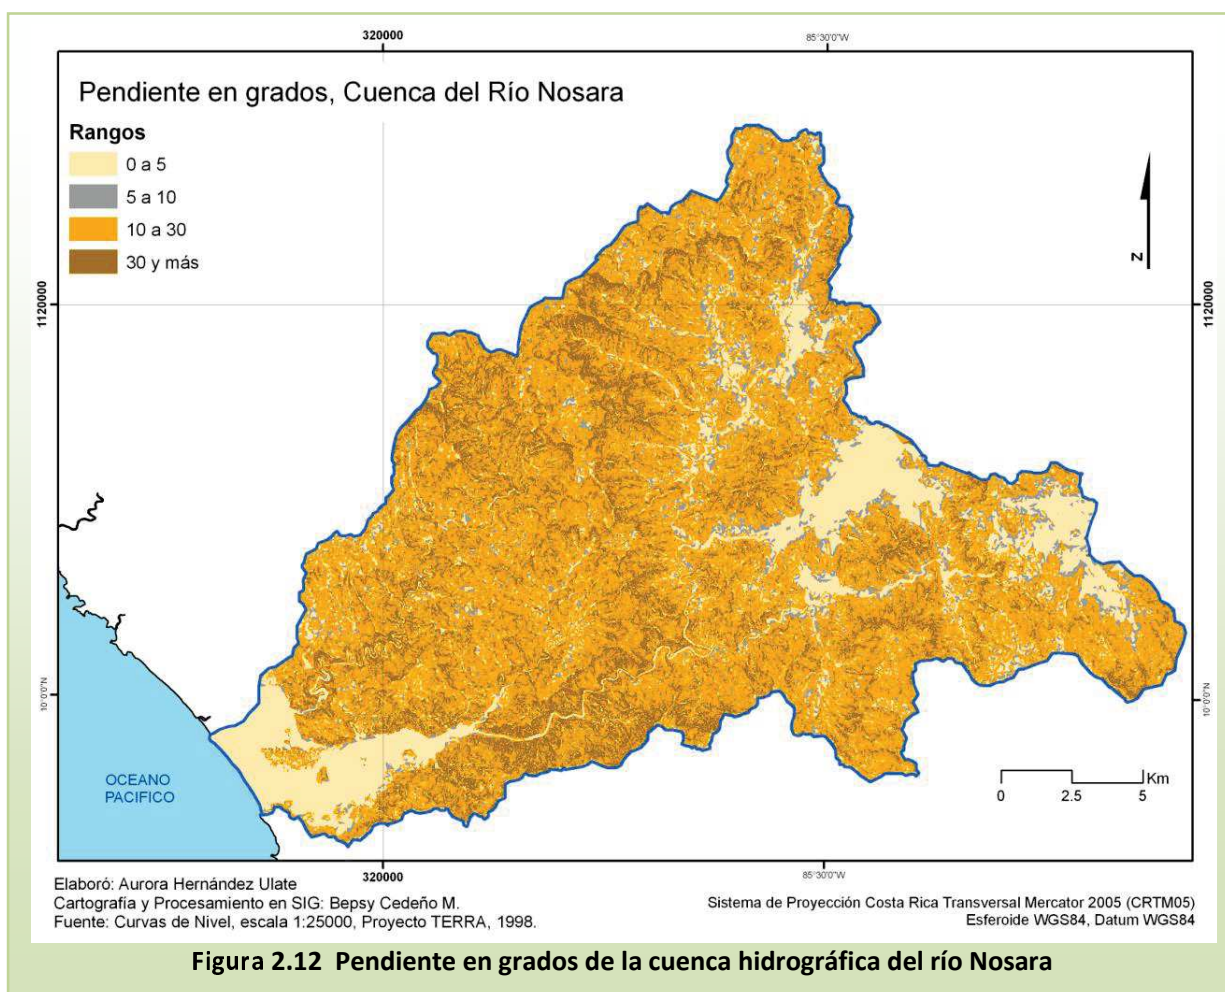 320000
85°30'0"W
Pendiente en grados, Cuenca del Río Nosara
Rangos
0 a 5
5 a 10
10 a 30
30 y más
N
1120000
1120000
10°0'0"N
10°0'0"N
OCEANO
PACIFICO
Km
0 2.5 5
320000
85°30'0"W
Elaboró: Aurora Hernández Ulate
Cartografía y Procesamiento en SIG: Bepsy Cedeño M.
Fuente: Curvas de Nivel, escala 1:25000, Proyecto TERRA, 1998.
Sistema de Proyección Costa Rica Transversal Mercator 2005 (CRTM05)
Esferoide WGS84, Datum WGS84
Figura 2.12 Pendiente en grados de la cuenca hidrográfica del río Nosara